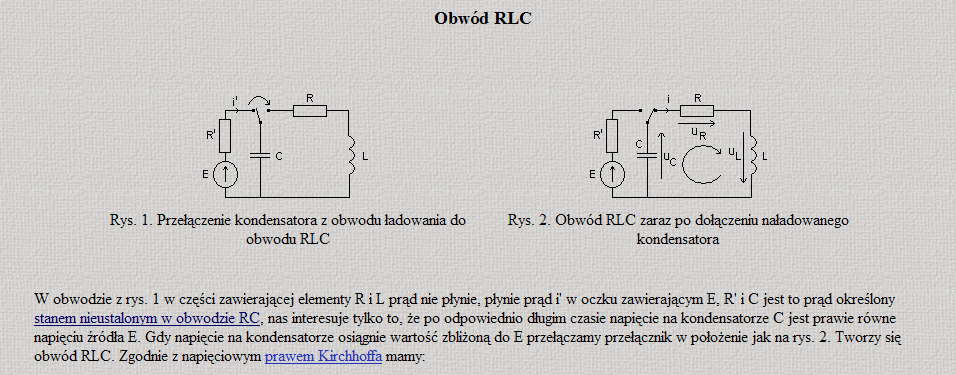 Obwód RLC
i' R
R' C L
E
Rys. 1. Przełączenie kondensatora z obwodu ładowania do
obwodu RLC
i R
R' C uC uR uL L
E
Rys. 2. Obwód RLC zaraz po dołączeniu naładowanego
kondensatora
W obwodzie z rys. 1 w części zawierającej elementy R i L prąd nie płynie, płynie prąd i' w oczku zawierającym E, R' i C jest to prąd określony
stanem nieustalonym w obwodzie RC, nas interesuje tylko to, że po odpowiednio długim czasie napięcie na kondensatorze C jest prawie równe
napięciu źródła E. Gdy napięcie na kondensatorze osiągnie wartość zbliżoną do E przełączamy przełącznik w położenie jak na rys. 2. Tworzy się
obwód RLC. Zgodnie z napięciowym prawem Kirchhoffa mamy: